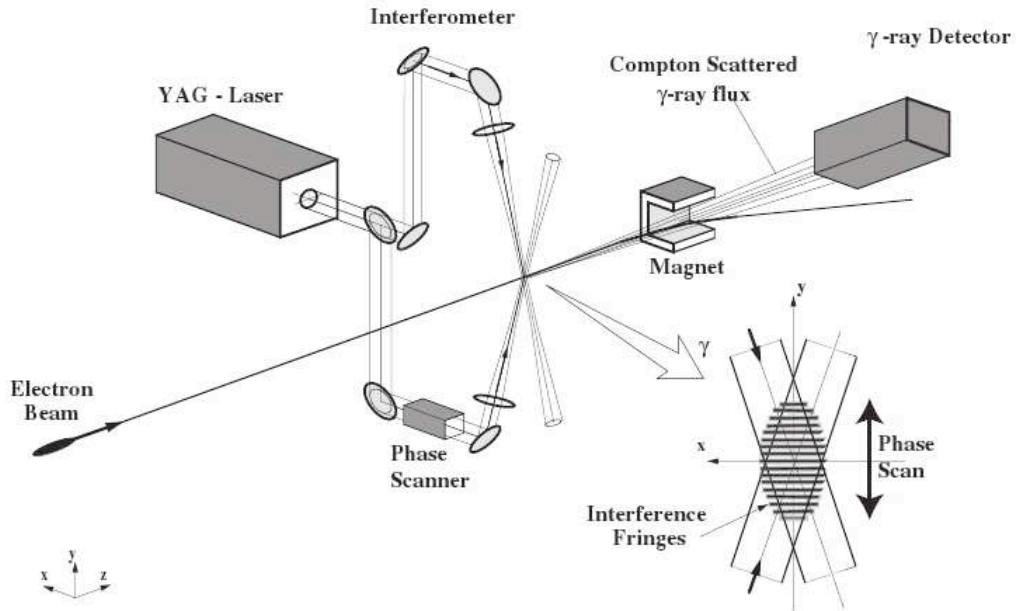 Interferometer
γ-ray Detector
Compton Scattered
γ-ray flux
YAG - Laser
Magnet
y
γ
Electron
Beam
Phase
Scanner
x
Phase
Scan
Interference
Fringes
y
x
z